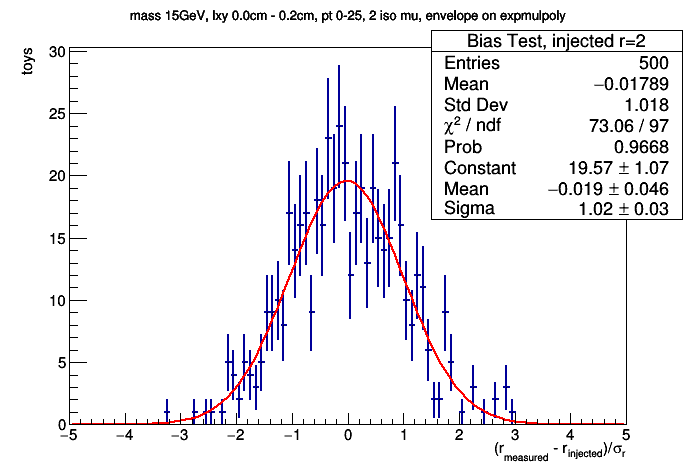 mass 15GeV, lxy 0.0cm - 0.2cm, pt 0-25, 2 iso mu, envelope on expmulpoly
toys
Bias Test, injected r=2
Entries 500
Mean −0.01789
Std Dev 1.018
χ² / ndf 73.06 / 97
Prob 0.9668
Constant 19.57 ± 1.07
Mean −0.019 ± 0.046
Sigma 1.02 ± 0.03
30
25
20
15
10
5
0
−5 −4 −3 −2 −1 0 1 2 3 4 5
(r_measured - r_injected)/σ_r